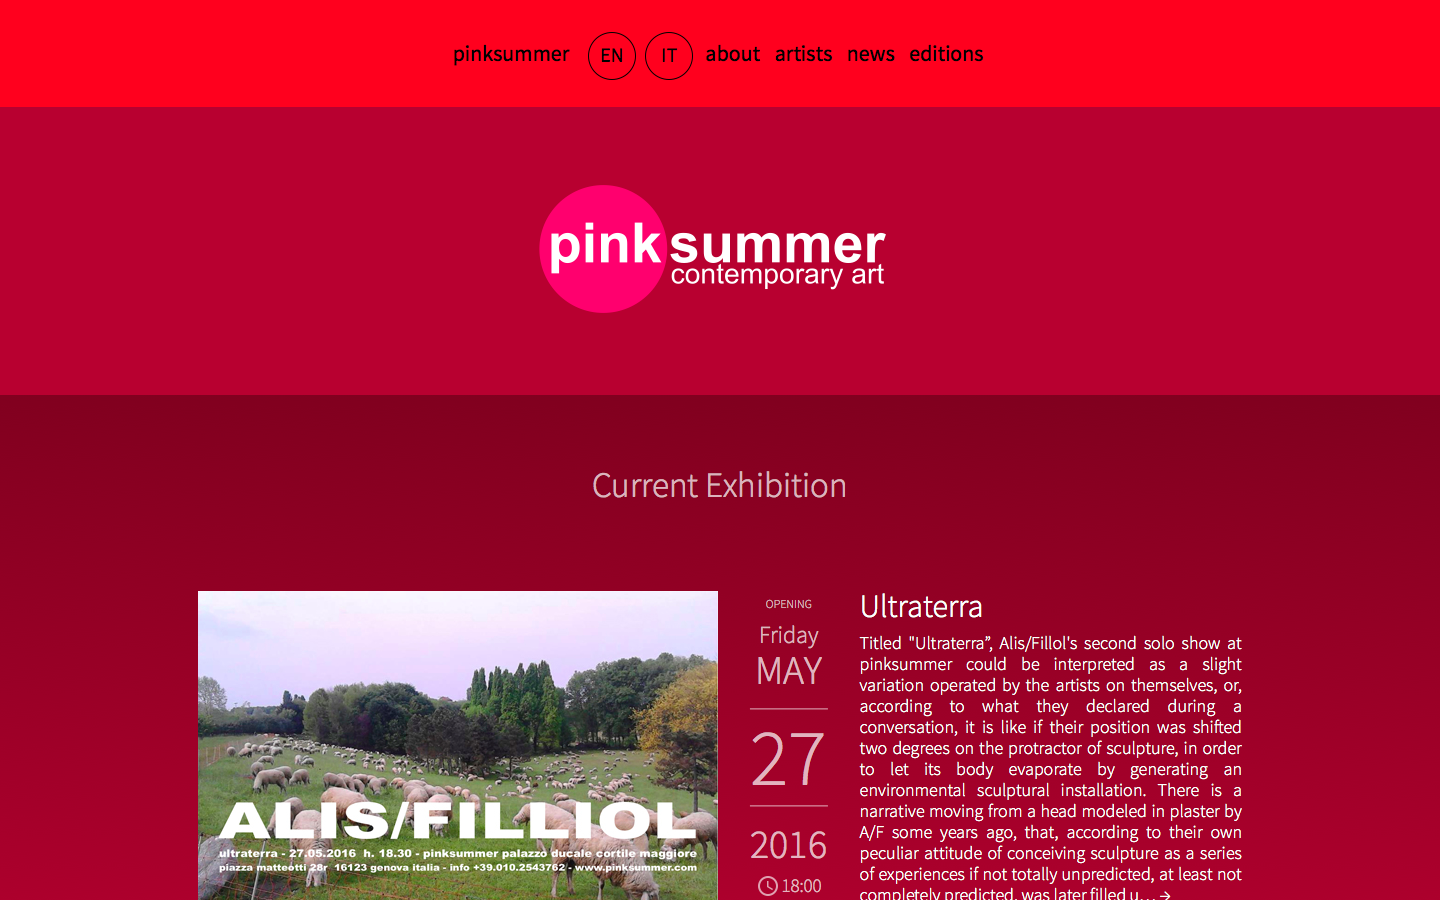 pinksummer EN IT about artists news editions
pinksummer
contemporary art
Current Exhibition
ALIS/FILLIOL
ultraterra - 27.05.2016 h. 18.30 - pinksummer palazzo ducale cortile maggiore
piazza matteotti 28r 16123 genova italia - info +39.010.2543762 - www.pinksummer.com
OPENING
Friday
MAY
27
2016
18:00
Ultraterra
Titled "Ultraterra”, Alis/Fillol's second solo show at
pinksummer could be interpreted as a slight
variation operated by the artists on themselves, or,
according to what they declared during a
conversation, it is like if their position was shifted
two degrees on the protractor of sculpture, in order
to let its body evaporate by generating an
environmental sculptural installation. There is a
narrative moving from a head modeled in plaster by
A/F some years ago, that, according to their own
peculiar attitude of conceiving sculpture as a series
of experiences if not totally unpredicted, at least not
completely predicted, was later filled u… →